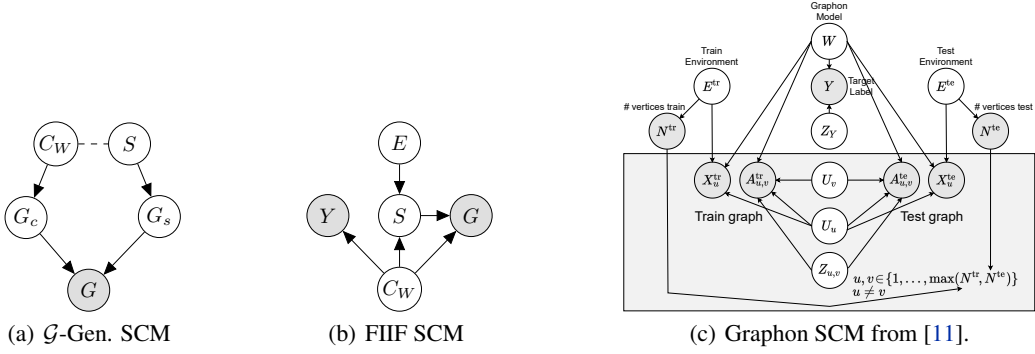 C_W
S
G_c
G_s
G
(a) 𝒢-Gen. SCM
E
Y
S
G
C_W
(b) FIIF SCM
Graphon
Model
W
Train
Environment
E^tr
Test
Environment
E^te
Y
Target
Label
# vertices train
N^tr
# vertices test
N^te
Z_Y
X_u^tr
A_{u,v}^tr
U_v
A_{u,v}^te
X_u^te
Train graph
Test graph
U_u
Z_{u,v}
u, v∈{1, . . . , max(N^tr, N^te)}
u ≠ v
(c) Graphon SCM from [11].